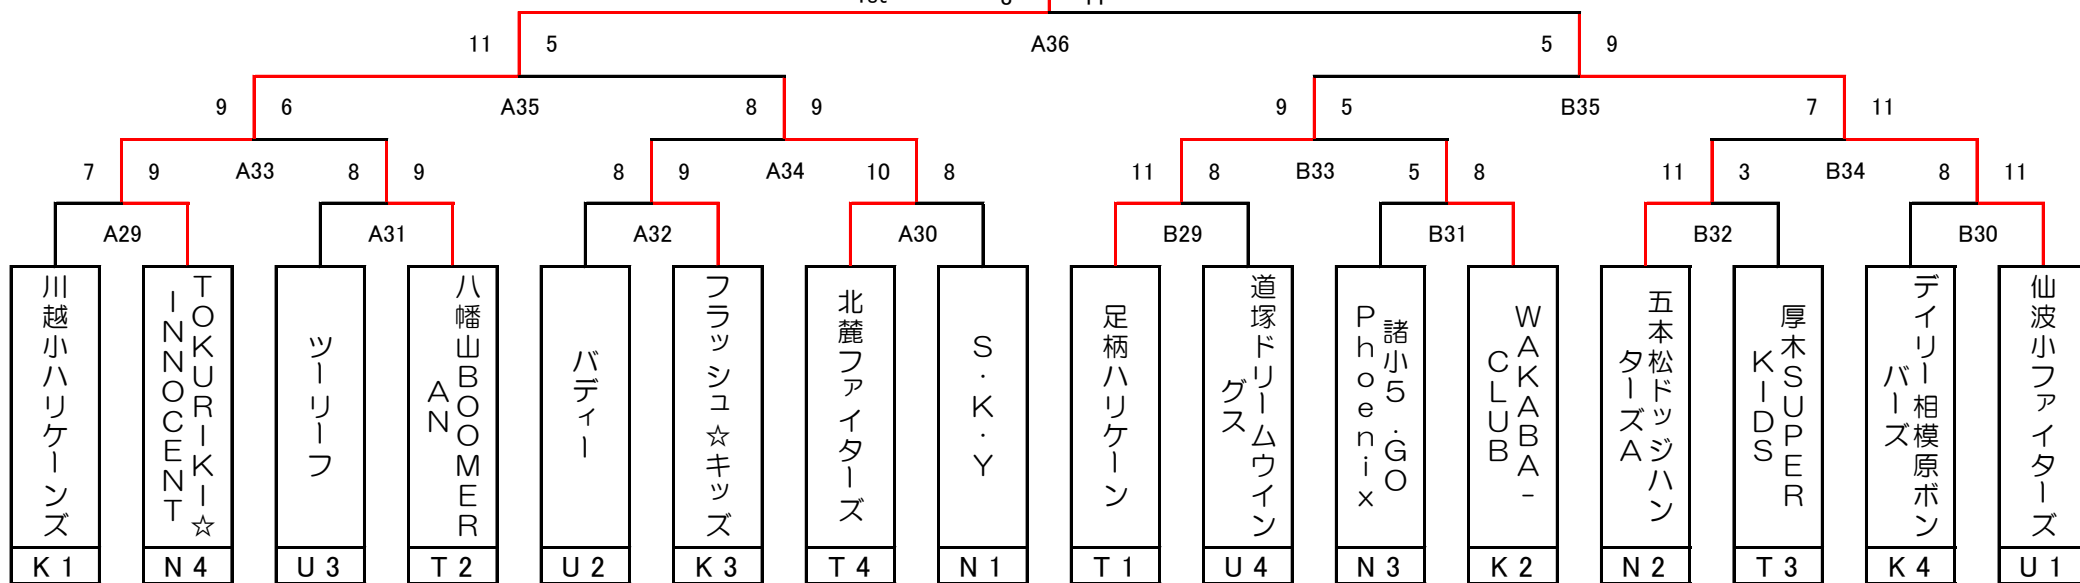 11 5 A36 5 9
9 6 A35 8 9 9 5 B35 7 11
7 9 A33 8 9 8 9 A34 10 8 11 8 B33 5 8 11 3 B34 8 11
A29 A31 A32 A30 B29 B31 B32 B30
川越小ハリケーンズ
TOKURIKI☆
INNOCENT
ツーリーフ
八幡山BOOMER
AN
バディー
フラッシュ☆キッズ
北麓ファイターズ
S・K・Y
足柄ハリケーン
道塚ドリームウイン
グス
諸小5.GO
Phoenix
WAKABA-
CLUB
五本松ドッジハン
ターズA
厚木SUPER
KIDS
デイリー相模原ボン
バーズ
仙波小ファイターズ
K1 N4 U3 T2 U2 K3 T4 N1 T1 U4 N3 K2 N2 T3 K4 U1